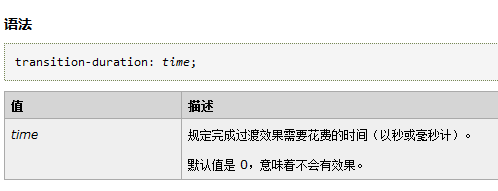 语法
transition-duration: time;
值 描述
time 规定完成过渡效果需要花费的时间（以秒或毫秒计）。
默认值是 0，意味着不会有效果。